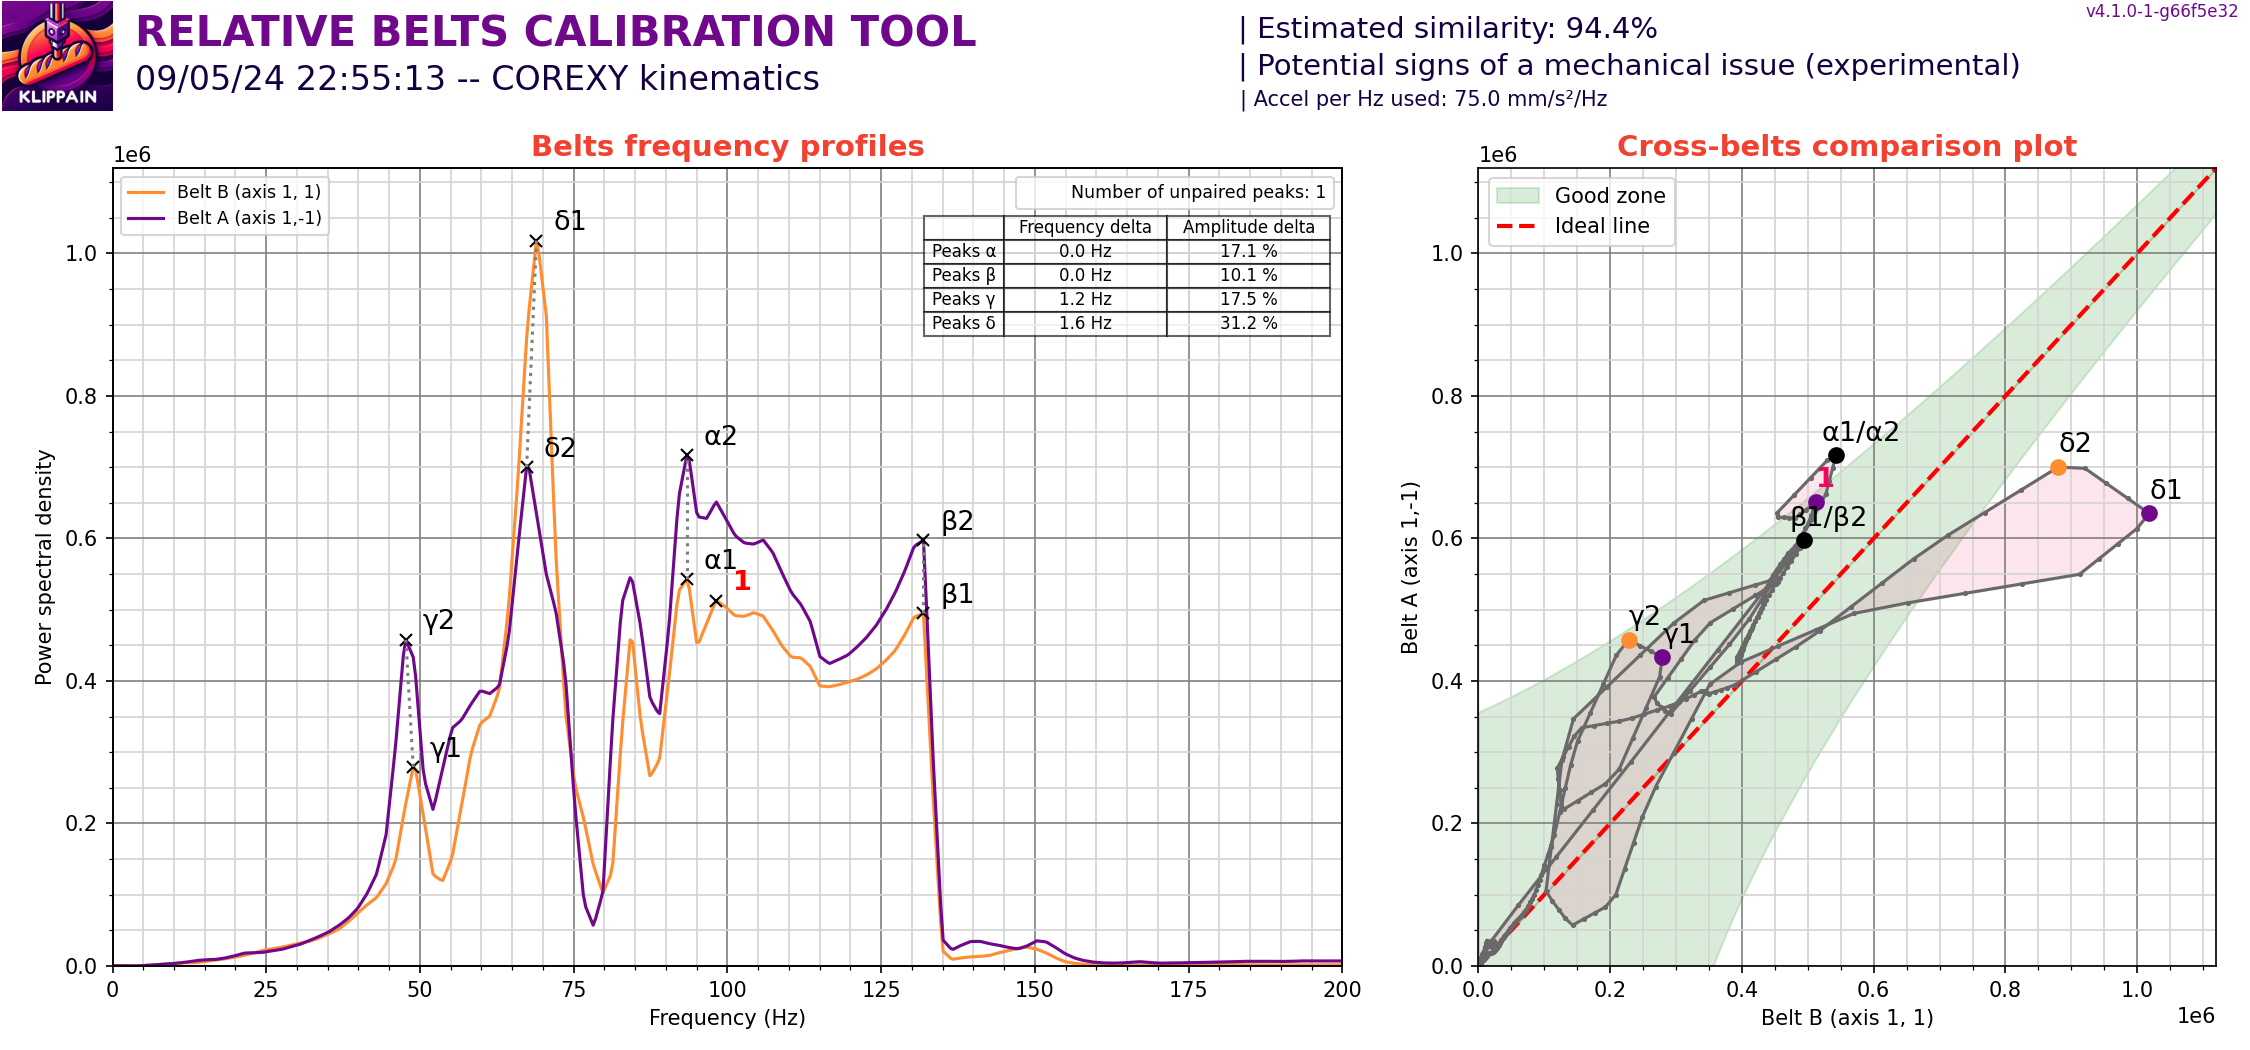 v4.1.0-1-g66f5e32
KLIPPAIN
RELATIVE BELTS CALIBRATION TOOL
09/05/24 22:55:13 -- COREXY kinematics
| Estimated similarity: 94.4%
| Potential signs of a mechanical issue (experimental)
| Accel per Hz used: 75.0 mm/s²/Hz
Belts frequency profiles
1e6
Belt B (axis 1, 1)
Belt A (axis 1,-1)
Number of unpaired peaks: 1
Frequency delta Amplitude delta
Peaks α 0.0 Hz 17.1 %
Peaks β 0.0 Hz 10.1 %
Peaks γ 1.2 Hz 17.5 %
Peaks δ 1.6 Hz 31.2 %
δ1
δ2
α2
β2
α1
1
β1
γ2
γ1
1.0
0.8
0.6
0.4
0.2
0.0
Power spectral density
0 25 50 75 100 125 150 175 200
Frequency (Hz)
Cross-belts comparison plot
1e6
Good zone
Ideal line
α1/α2
δ2
1
δ1
β1/β2
γ2
γ1
1.0
0.8
0.6
0.4
0.2
0.0
Belt A (axis 1,-1)
0.0 0.2 0.4 0.6 0.8 1.0
Belt B (axis 1, 1)
1e6